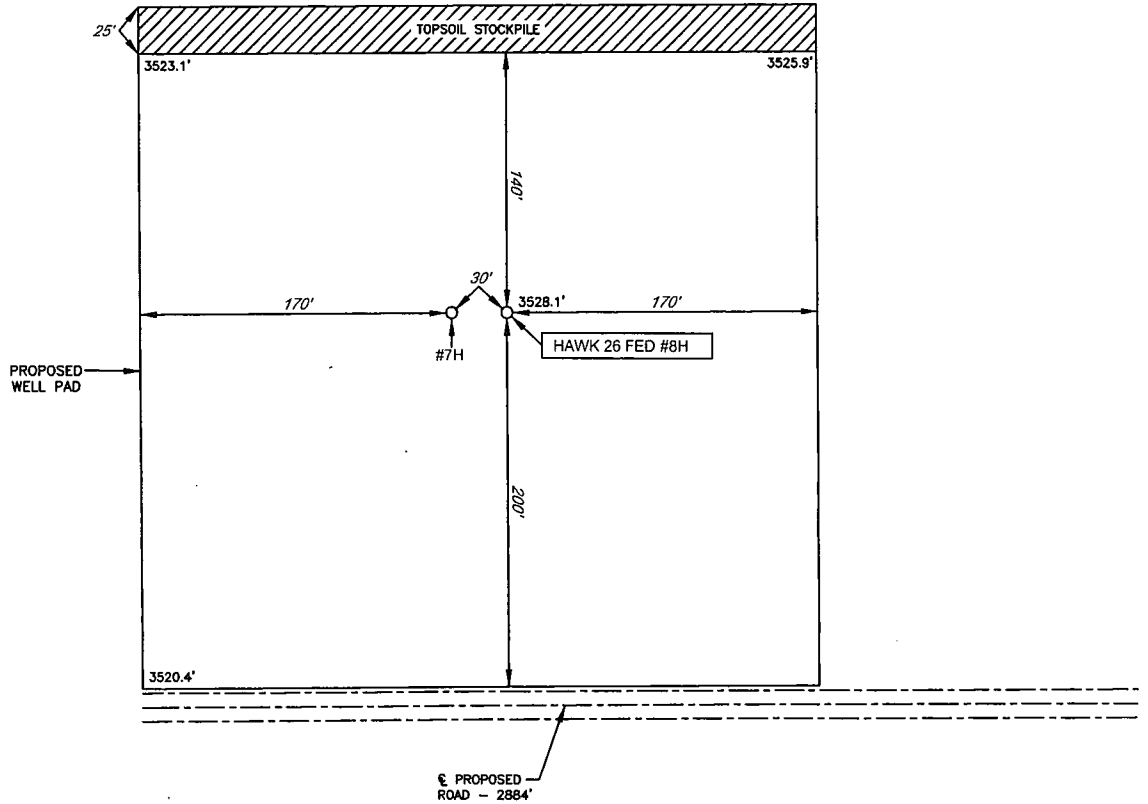 25'
TOPSOIL STOCKPILE
3523.1'
3525.9'
140'
30'
170'
3528.1'
170'
#7H
HAWK 26 FED #8H
PROPOSED
WELL PAD
200'
3520.4'
℄ PROPOSED
ROAD – 2884'